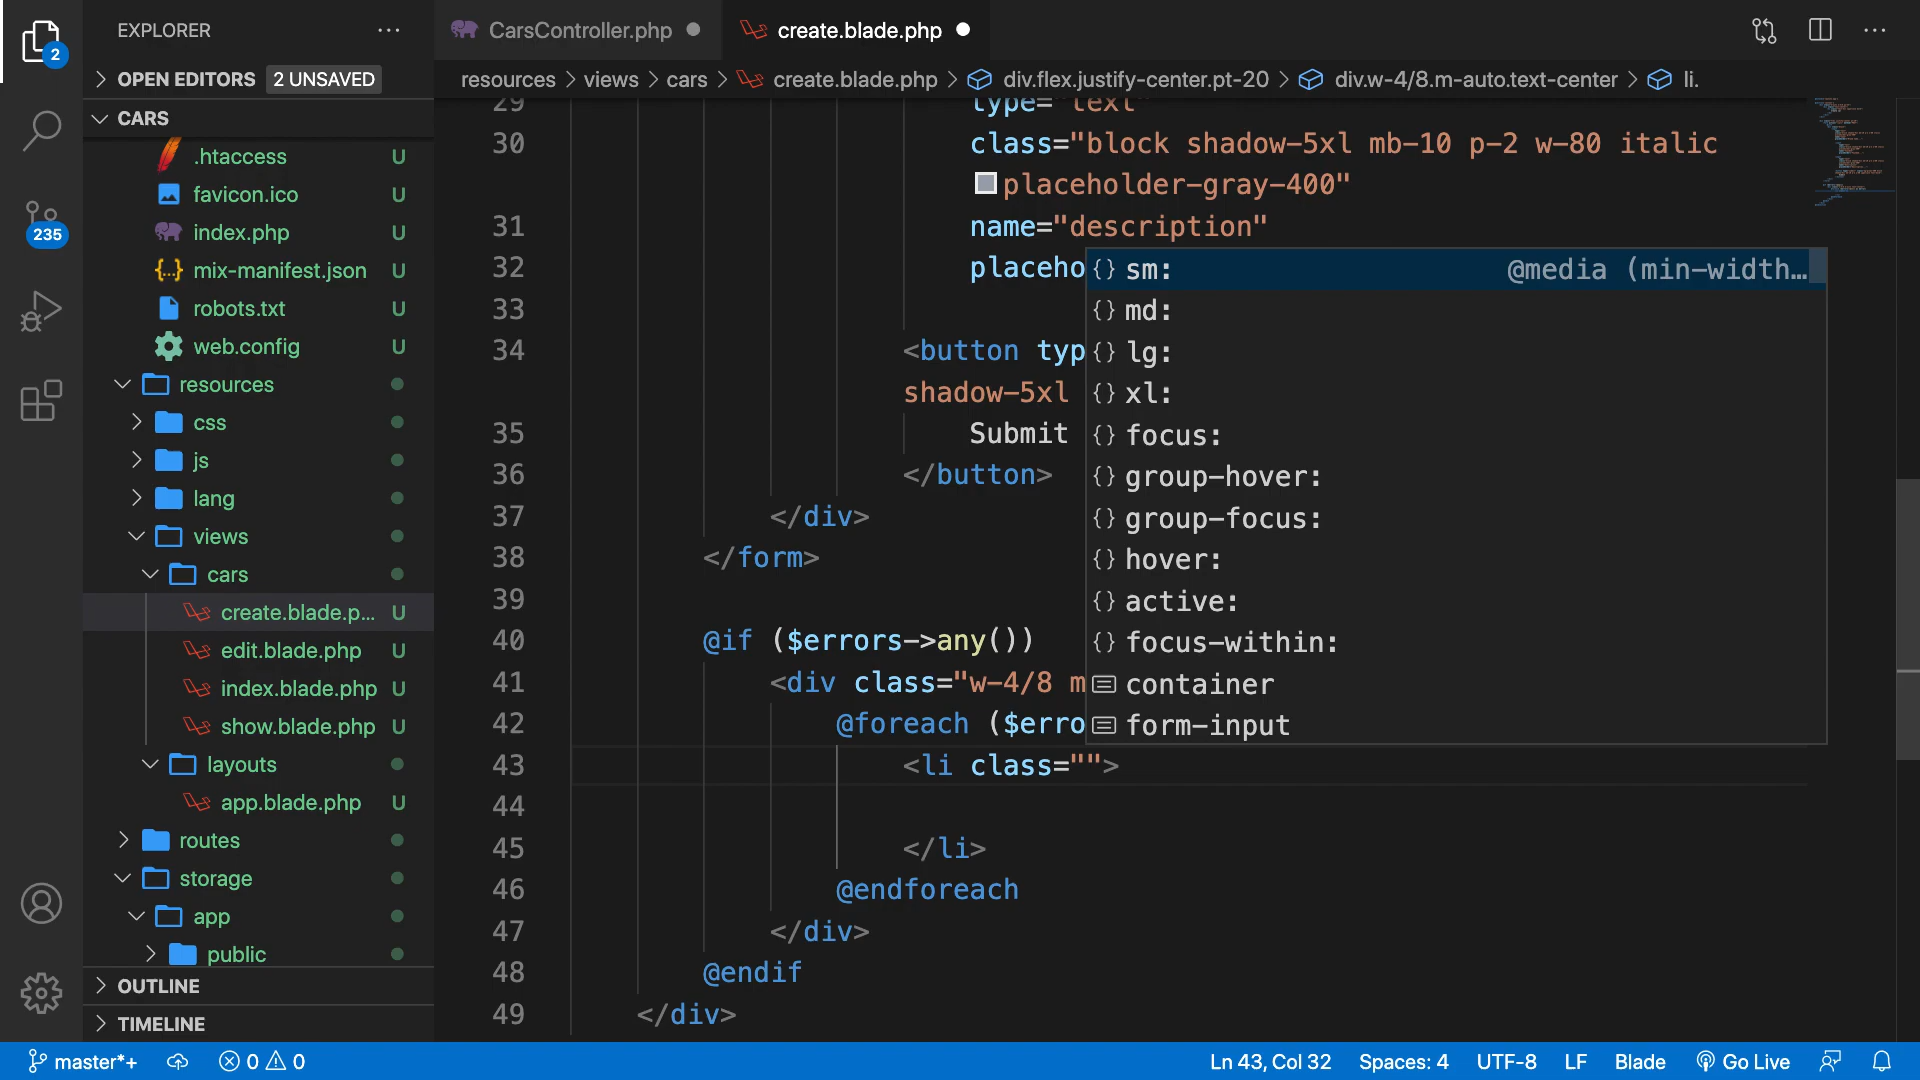 EXPLORER
2
OPEN EDITORS 2 UNSAVED
CARS
.htaccess U
favicon.ico U
index.php U
{..} mix-manifest.json U
robots.txt U
web.config U
resources
css
js
lang
views
cars
create.blade.p... U
edit.blade.php U
index.blade.php U
show.blade.php U
layouts
app.blade.php U
routes
storage
app
public
OUTLINE
TIMELINE
235
CarsController.php
create.blade.php
resources > views > cars > create.blade.php > div.flex.justify-center.pt-20 > div.w-4/8.m-auto.text-center > li.
29 type="text"
30 class="block shadow-5xl mb-10 p-2 w-80 italic
placeholder-gray-400"
31 name="description"
32 placeho
33
34 <button typ
shadow-5xl
35 Submit
36 </button>
37 </div>
38 </form>
39
40 @if ($errors->any())
41 <div class="w-4/8 m
42 @foreach ($erro
43 <li class="">
44
45 </li>
46 @endforeach
47 </div>
48 @endif
49 </div>
{} sm: @media (min-width…
{} md:
{} lg:
{} xl:
{} focus:
{} group-hover:
{} group-focus:
{} hover:
{} active:
{} focus-within:
container
form-input
master*+ 0 0 Ln 43, Col 32 Spaces: 4 UTF-8 LF Blade Go Live